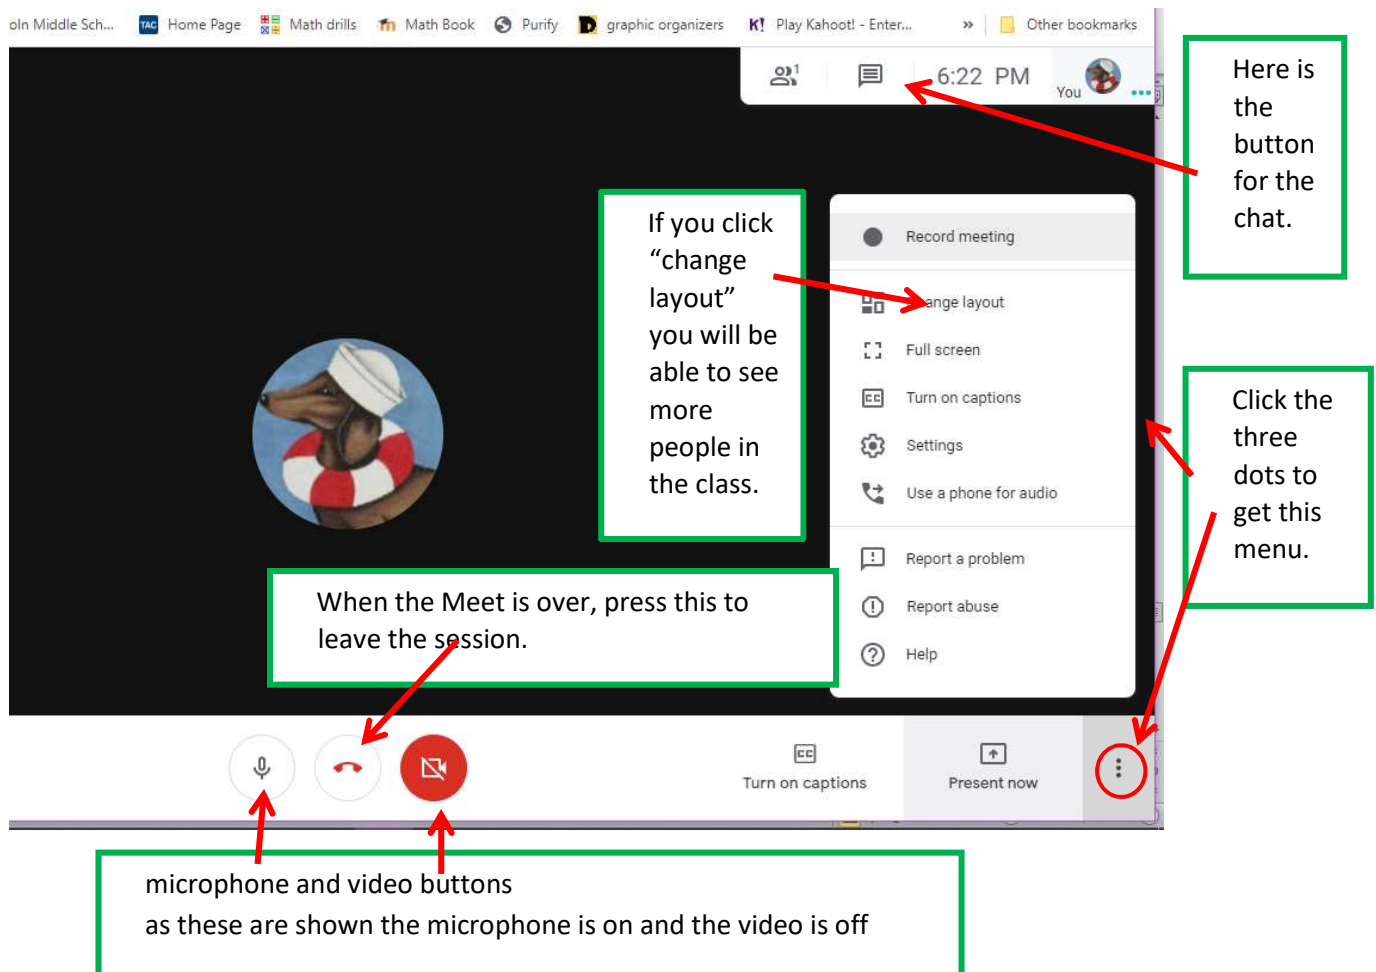 oln Middle Sch... TAC Home Page Math drills Math Book Purify graphic organizers K! Play Kahoot! - Enter... » Other bookmarks
1 6:22 PM You
Here is
the
button
for the
chat.
If you click
“change
layout”
you will be
able to see
more
people in
the class.
Record meeting
ange layout
Full screen
CC Turn on captions
Settings
Use a phone for audio
Report a problem
Report abuse
Help
Click the
three
dots to
get this
menu.
When the Meet is over, press this to
leave the session.
CC
Turn on captions
Present now
microphone and video buttons
as these are shown the microphone is on and the video is off